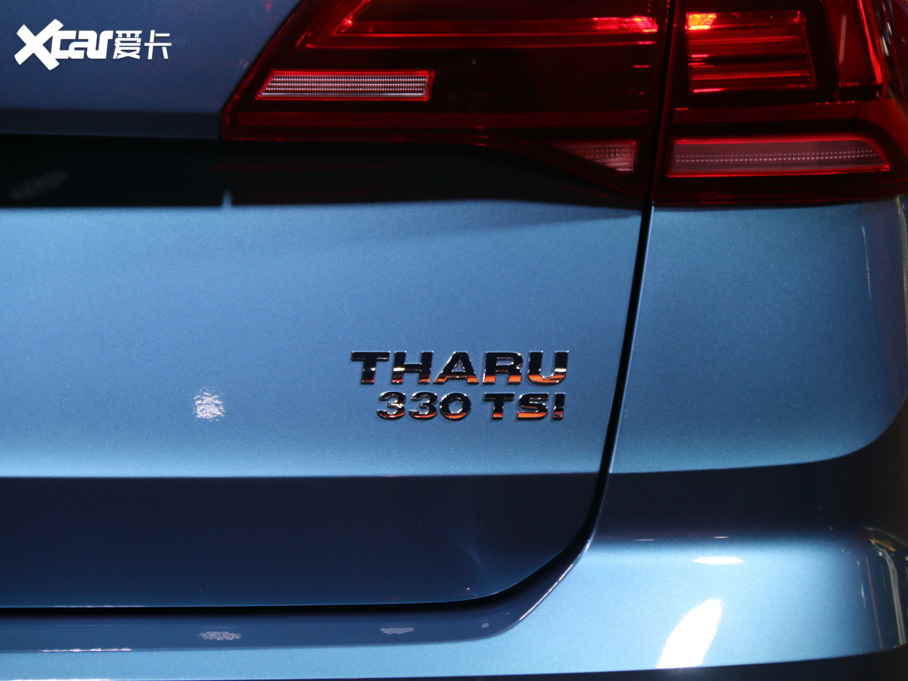 Xcar爱卡
THARU
330 TSI